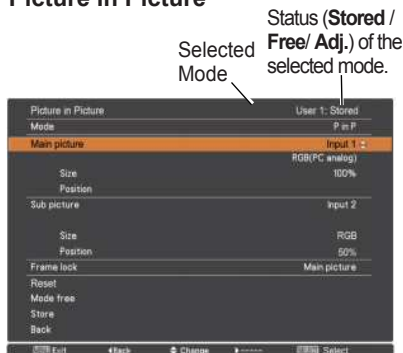 Picture in Picture
Status (Stored /
Free/ Adj.) of the
selected mode.
Selected
Mode
Picture in Picture User 1: Stored
Mode P in P
Main picture Input 1
RGB(PC analog)
Size 100%
Position
Sub picture Input 2
Size RGB
Position 50%
Frame lock Main picture
Reset
Mode free
Store
Back
Exit Back Change ----- Select